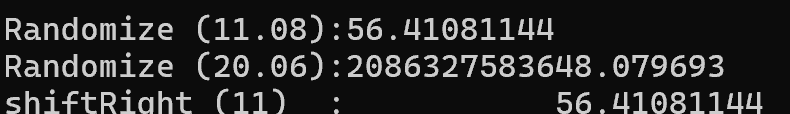 Randomize (11.08):56.41081144
Randomize (20.06):2086327583648.079693
shiftRight (11)  :           56.41081144